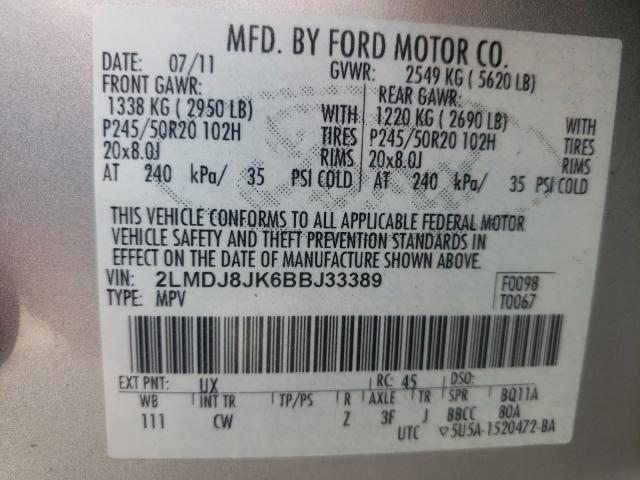 MFD. BY FORD MOTOR CO.
DATE: 07/11 GVWR: 2549 KG ( 5620 LB)
FRONT GAWR: REAR GAWR:
1338 KG ( 2950 LB) WITH 1220 KG ( 2690 LB) WITH
P245/50R20 102H TIRES P245/50R20 102H TIRES
20x8.0J RIMS 20x8.0J RIMS
AT 240 kPa/ 35 PSI COLD AT 240 kPa/ 35 PSI COLD
THIS VEHICLE CONFORMS TO ALL APPLICABLE FEDERAL MOTOR
VEHICLE SAFETY AND THEFT PREVENTION STANDARDS IN
EFFECT ON THE DATE OF MANUFACTURE SHOWN ABOVE.
VIN: 2LMDJ8JK6BBJ33389 F0098
TYPE: MPV T0067
EXT PNT: UX RC: 45 DSO:
WB INT TR TP/PS R AXLE TR SPR BQ11A
111 CW Z 3F J BBCC 80A
UTC ▽5U5A-1520472-BA